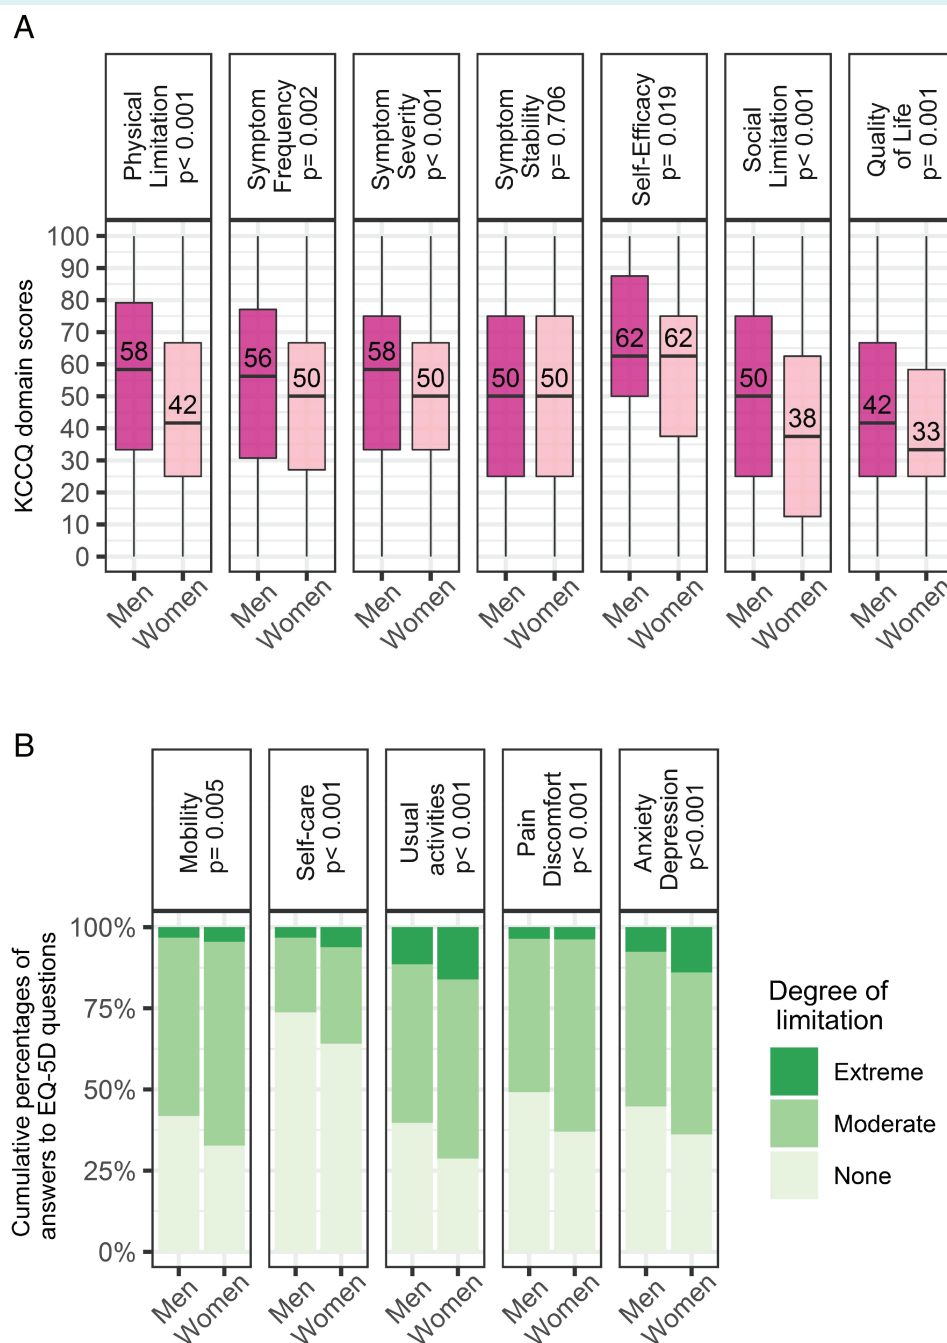 A
Physical
Limitation
p< 0.001
Symptom
Frequency
p= 0.002
Symptom
Severity
p< 0.001
Symptom
Stability
p= 0.706
Self-Efficacy
p= 0.019
Social
Limitation
p< 0.001
Quality
of Life
p= 0.001
KCCQ domain scores
100
90
80
70
60
50
40
30
20
10
0
58
42
56
50
58
50
50
50
62
62
50
38
42
33
Men
Women
Men
Women
Men
Women
Men
Women
Men
Women
Men
Women
Men
Women
B
Mobility
p= 0.005
Self-care
p< 0.001
Usual
activities
p< 0.001
Pain
Discomfort
p< 0.001
Anxiety
Depression
p<0.001
Cumulative percentages of
answers to EQ-5D questions
100%
75%
50%
25%
0%
Men
Women
Men
Women
Men
Women
Men
Women
Men
Women
Degree of
limitation
Extreme
Moderate
None